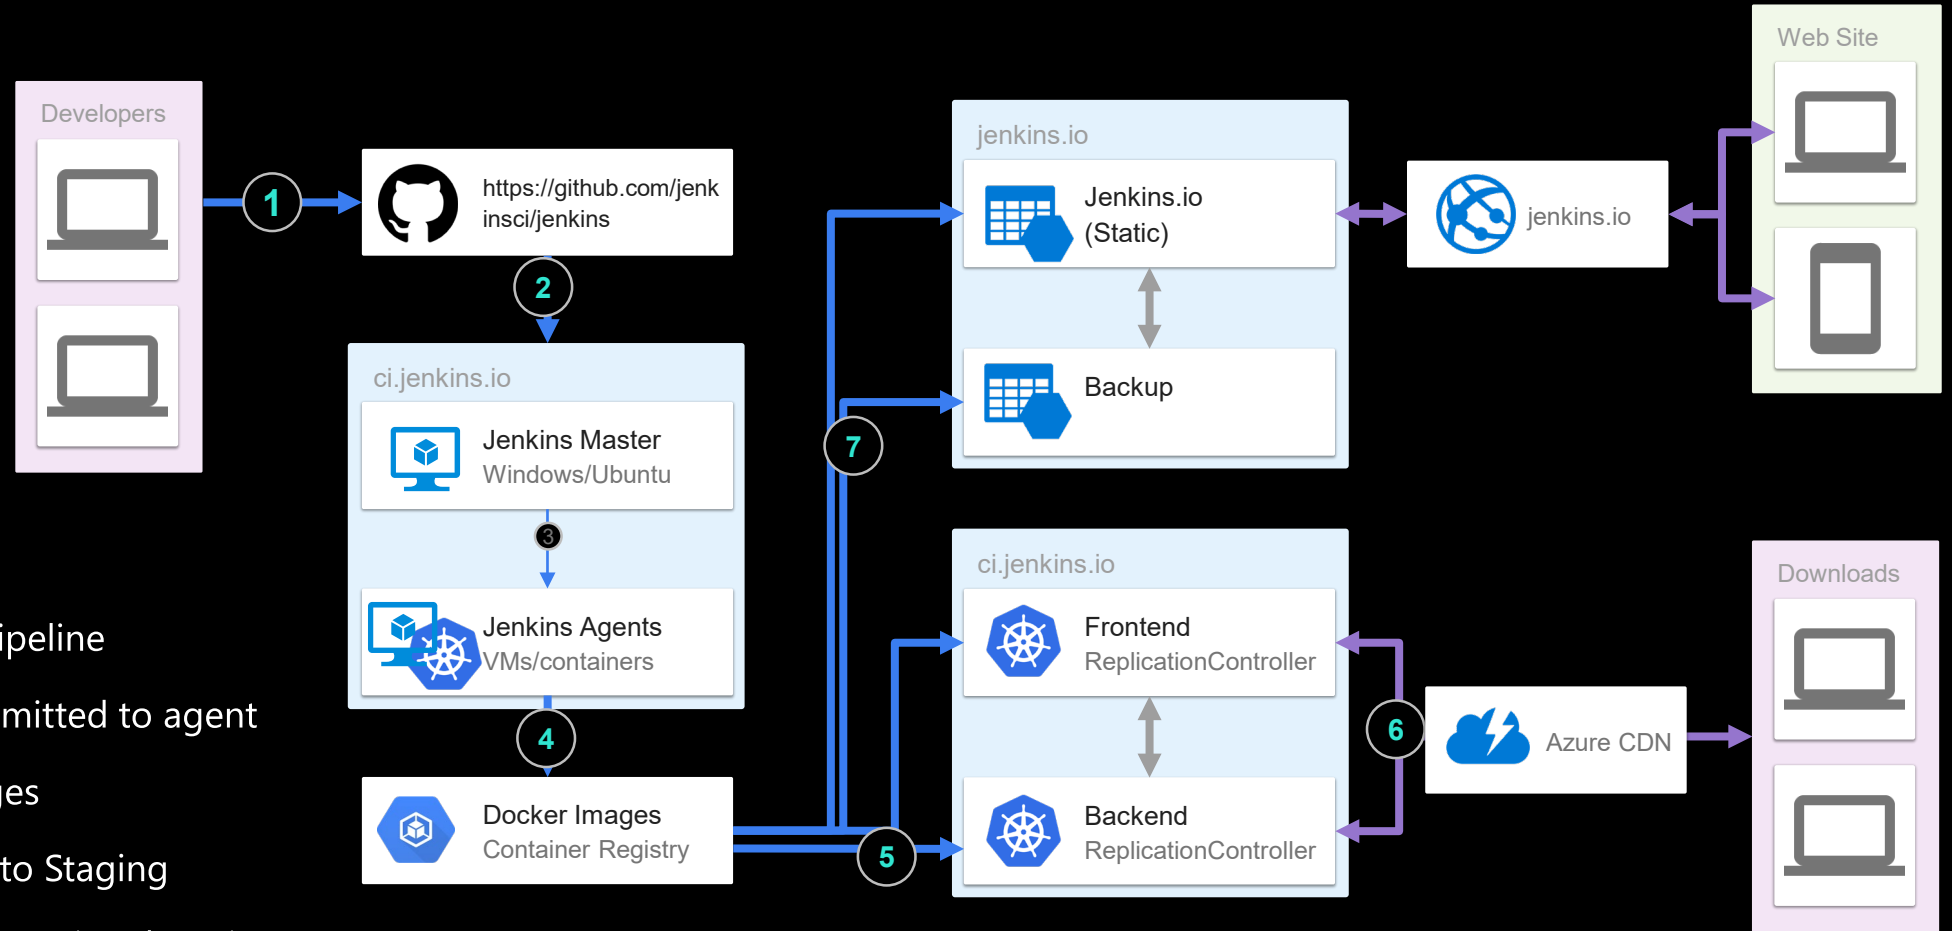 Developers
1
https://github.com/jenk
insci/jenkins
2
ci.jenkins.io
Jenkins Master
Windows/Ubuntu
3
Jenkins Agents
VMs/containers
4
Docker Images
Container Registry
jenkins.io
Jenkins.io
(Static)
Backup
7
ci.jenkins.io
Frontend
ReplicationController
Backend
ReplicationController
5
6
jenkins.io
Web Site
Azure CDN
Downloads
ipeline
mitted to agent
ges
to Staging